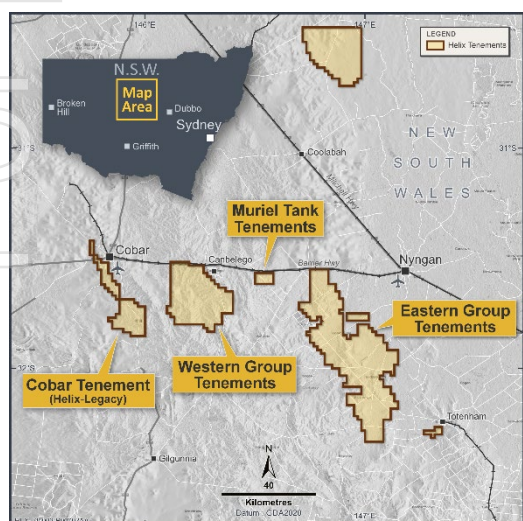 146°E
147°E
LEGEND
Helix Tenements
N.S.W.
Map
Area
Broken
Hill
Dubbo
Sydney
Griffith
Coolabah
NEW
SOUTH
WALES
31°S
Mitchell Hwy
Muriel Tank
Tenements
Cobar
Canbelego
Barrier Hwy
Nyngan
Eastern Group
Tenements
Western Group
Tenements
Cobar Tenement
(Helix-Legacy)
32°S
Totenham
Gilgunnia
N
40
Kilometres
Datum : GDA2020
147°E